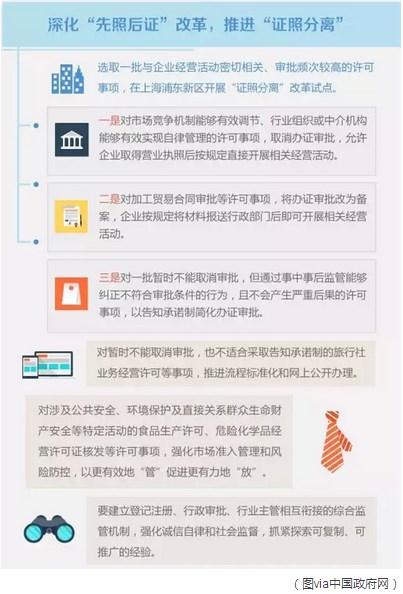 深化“先照后证”改革，推进“证照分离”
选取一批与企业经营活动密切相关、审批频次较高的许可
事项，在上海浦东新区开展“证照分离”改革试点。
一是对市场竞争机制能够有效调节、行业组织或中介机构
能够有效实现自律管理的许可事项，取消办证审批，允许
企业取得营业执照后按规定直接开展相关经营活动。
二是对加工贸易合同审批等许可事项，将办证审批改为备
案，企业按规定将材料报送行政部门后即可开展相关经营
活动。
三是对一批暂时不能取消审批，但通过事中事后监管能够
纠正不符合审批条件的行为，且不会产生严重后果的许可
事项，以告知承诺制简化办证审批。
对暂时不能取消审批，也不适合采取告知承诺制的旅行社
业务经营许可等事项，推进流程标准化和网上公开办理。
对涉及公共安全、环境保护及直接关系群众生命财
产安全等特定活动的食品生产许可、危险化学品经
营许可证核发等许可事项，强化市场准入管理和风
险防控，以更有效地“管”促进更有力地“放”。
要建立登记注册、行政审批、行业主管相互衔接的综合监
管机制，强化诚信自律和社会监督，抓紧探索可复制、可
推广的经验。
（图via中国政府网）